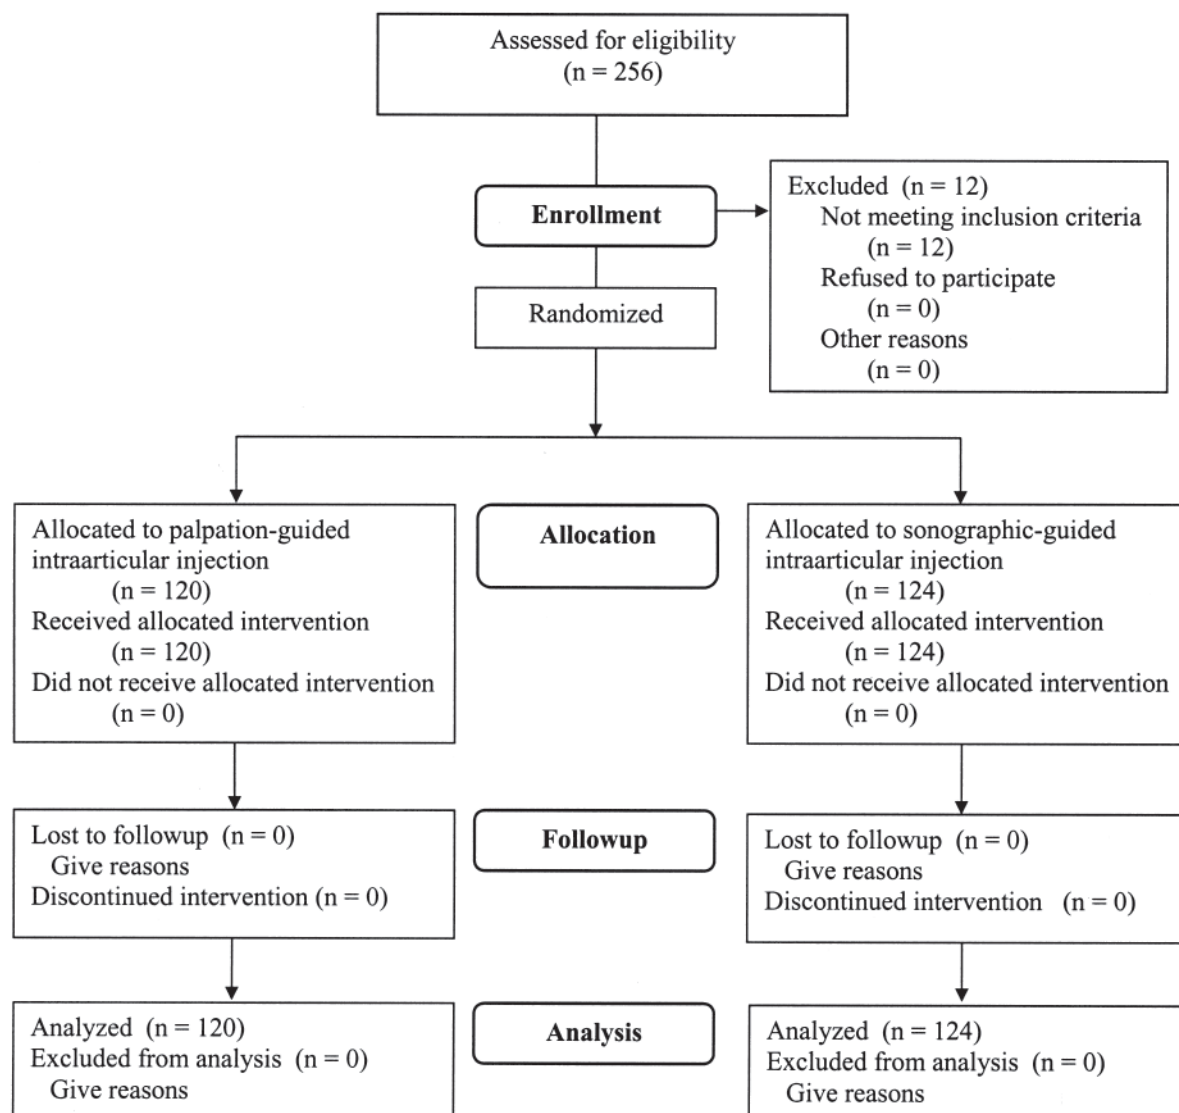 Assessed for eligibility
(n = 256)
Enrollment
Excluded (n = 12)
Not meeting inclusion criteria
(n = 12)
Refused to participate
(n = 0)
Other reasons
(n = 0)
Randomized
Allocation
Allocated to palpation-guided
intraarticular injection
(n = 120)
Received allocated intervention
(n = 120)
Did not receive allocated intervention
(n = 0)
Allocated to sonographic-guided
intraarticular injection
(n = 124)
Received allocated intervention
(n = 124)
Did not receive allocated intervention
(n = 0)
Followup
Lost to followup (n = 0)
Give reasons
Discontinued intervention (n = 0)
Lost to followup (n = 0)
Give reasons
Discontinued intervention (n = 0)
Analysis
Analyzed (n = 120)
Excluded from analysis (n = 0)
Give reasons
Analyzed (n = 124)
Excluded from analysis (n = 0)
Give reasons